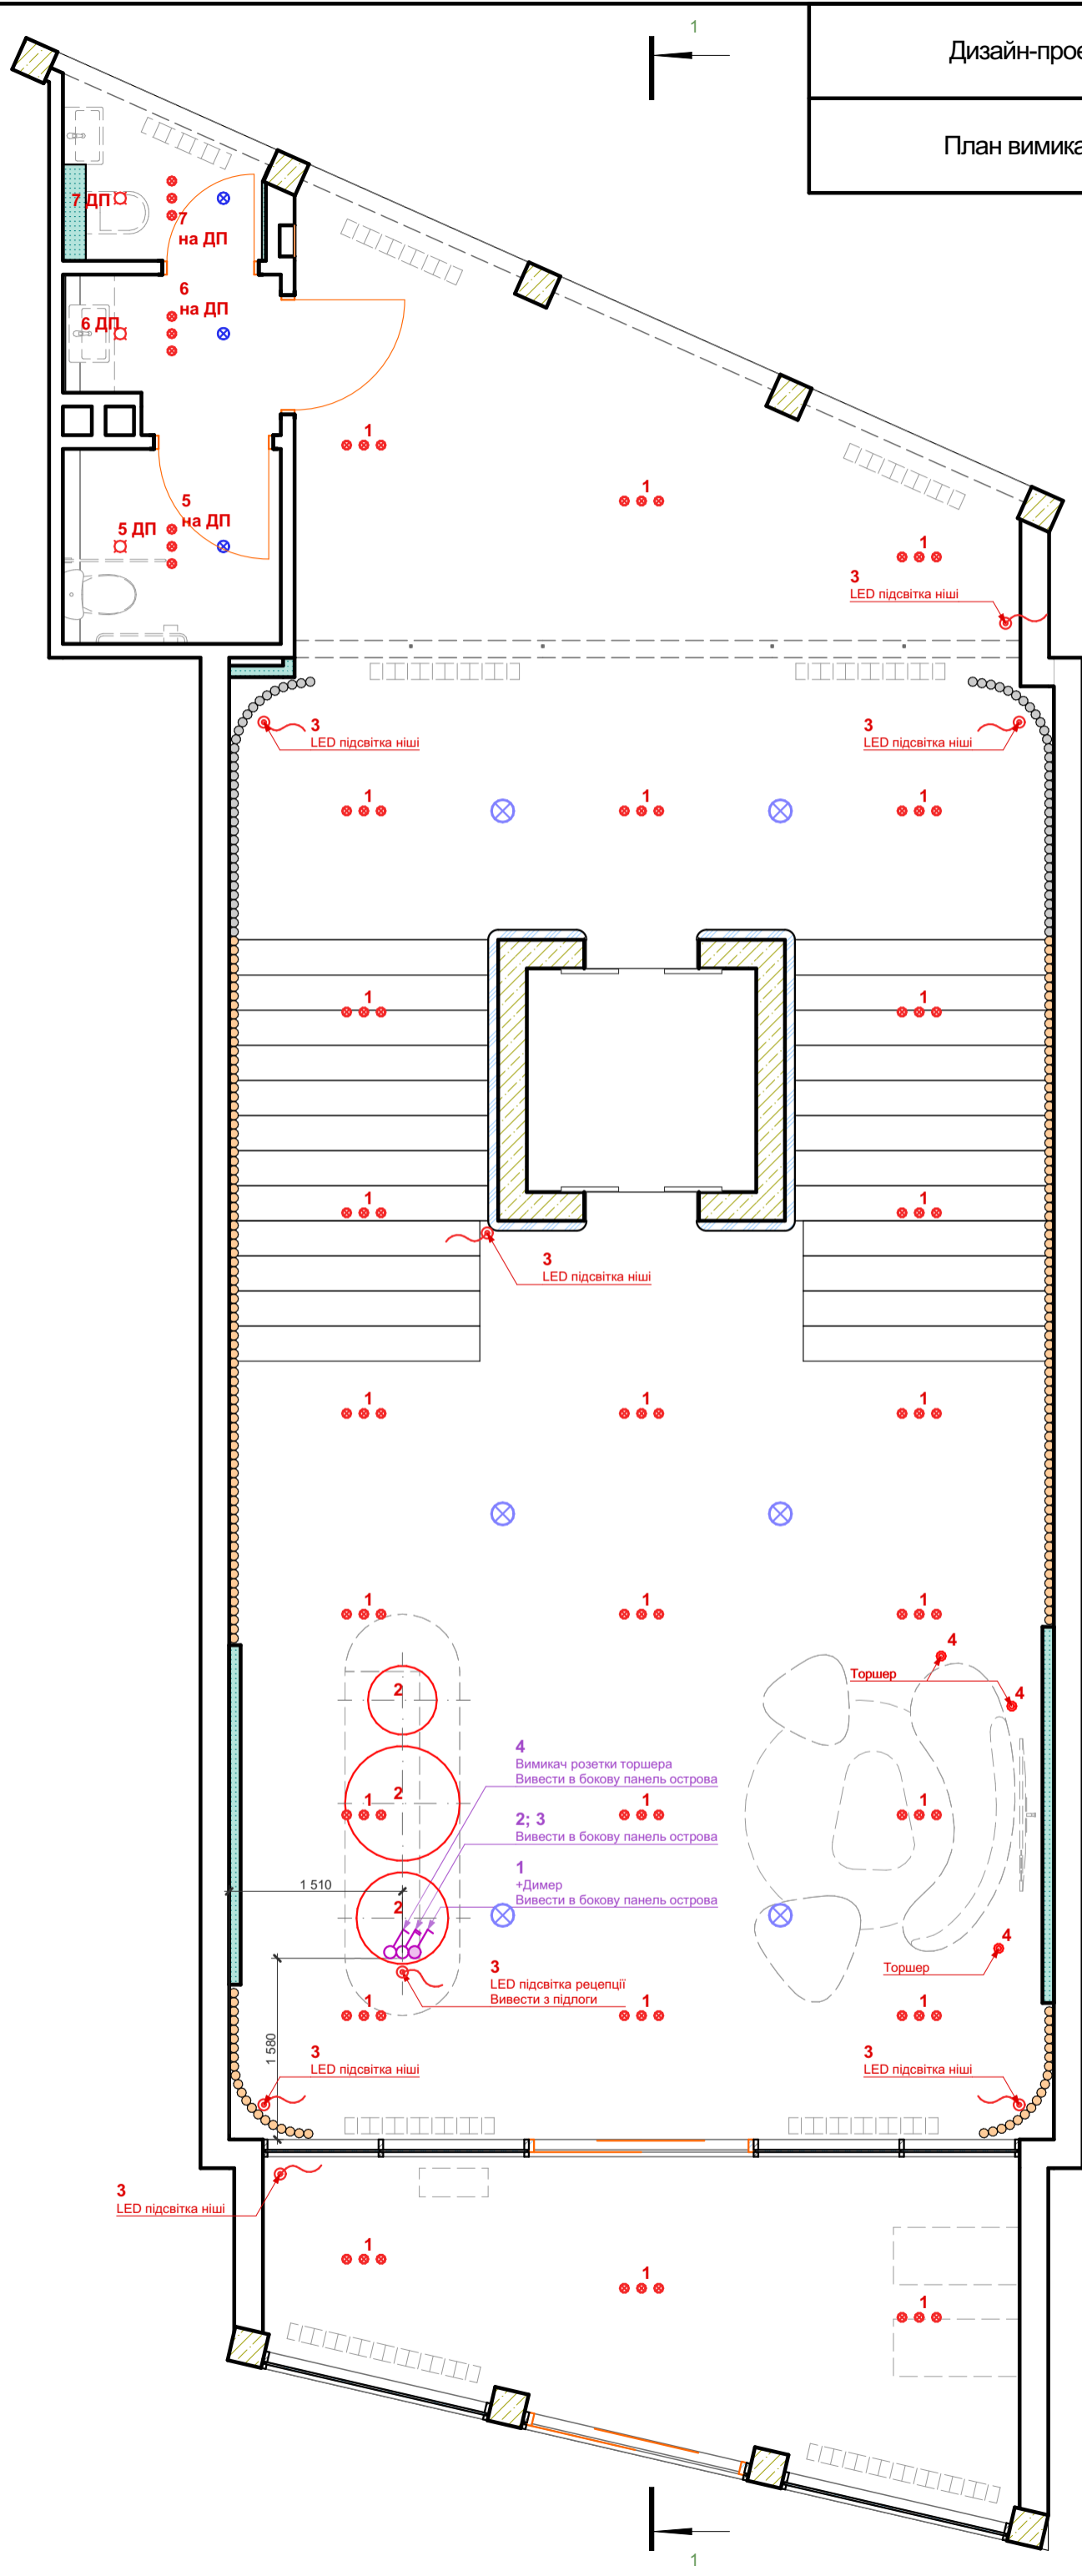 1
Дизайн-прое
План вимика
7 ДП
7
на ДП
6
на ДП
6 ДП
1
1
5
на ДП
5 ДП
1
3
LED підсвітка ніші
3
LED підсвітка ніші
3
LED підсвітка ніші
1
1
1
1
1
1
1
3
LED підсвітка ніші
1
1
1
1
1
1
4
Торшер
4
2
4
Вимикач розетки торшера
Вивести в бокову панель острова
2
1
1
1
2; 3
Вивести в бокову панель острова
1
+Димер
Вивести в бокову панель острова
1 510
2
4
Торшер
3
LED підсвітка рецепції
Вивести з підлоги
1
1
1
1 580
3
LED підсвітка ніші
3
LED підсвітка ніші
3
LED підсвітка ніші
1
1
1
1